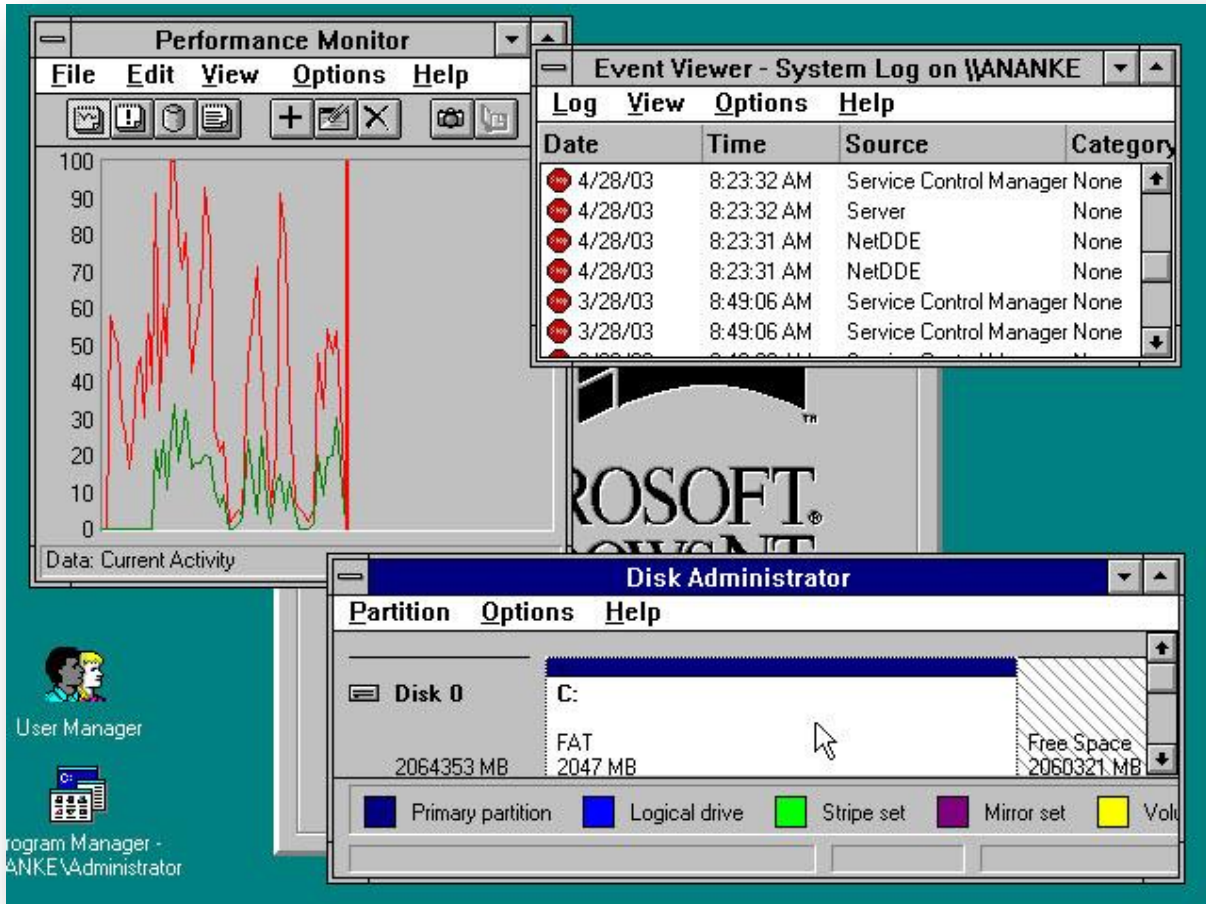 Performance Monitor
File Edit View Options Help
100
90
80
70
60
50
40
30
20
10
0
Data: Current Activity
Event Viewer - System Log on \\ANANKE
Log View Options Help
Date Time Source Category
4/28/03 8:23:32 AM Service Control Manager None
4/28/03 8:23:32 AM Server None
4/28/03 8:23:31 AM NetDDE None
4/28/03 8:23:31 AM NetDDE None
3/28/03 8:49:06 AM Service Control Manager None
3/28/03 8:49:06 AM Service Control Manager None
TM
ROSOFT®
OWS NT
Disk Administrator
Partition Options Help
Disk 0
2064353 MB
C:
FAT
2047 MB
Free Space
2060321 MB
Primary partition Logical drive Stripe set Mirror set Volu
User Manager
C:
rogram Manager -
ANKE\Administrator